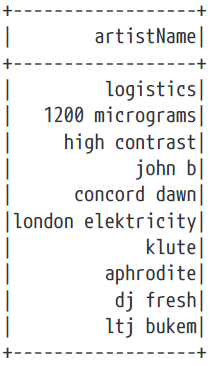 +------------------+
|        artistName|
+------------------+
|         logistics|
|   1200 micrograms|
|     high contrast|
|            john b|
|      concord dawn|
|london elektricity|
|             klute|
|         aphrodite|
|          dj fresh|
|         ltj bukem|
+------------------+